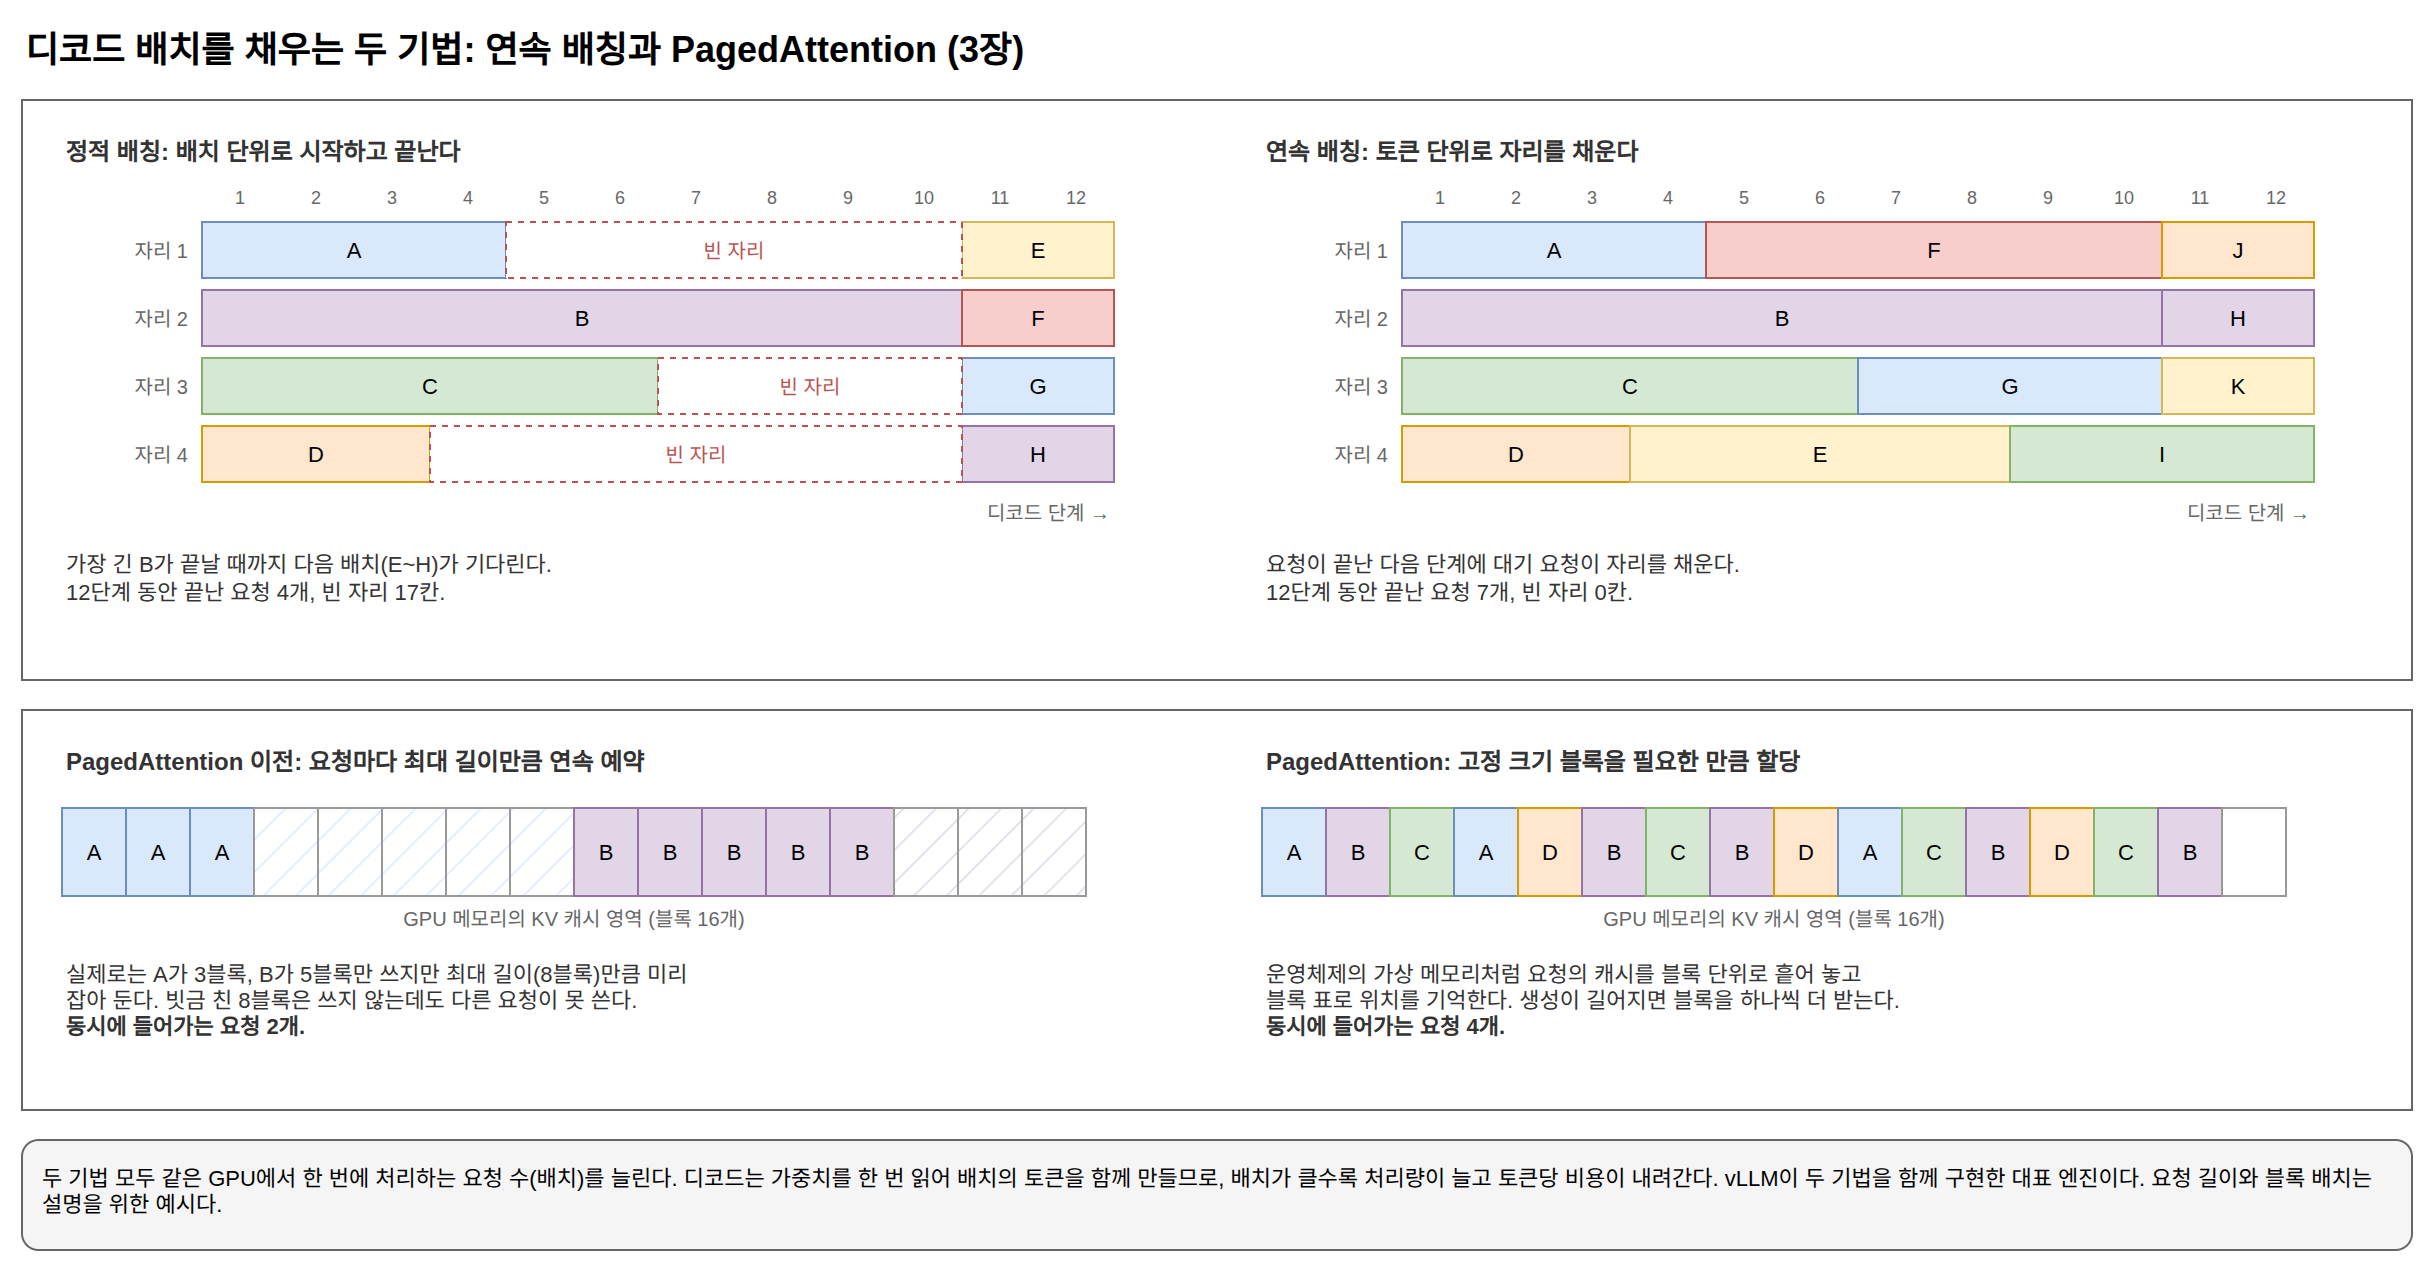 디코드 배치를 채우는 두 기법: 연속 배칭과 PagedAttention (3장)
정적 배칭: 배치 단위로 시작하고 끝난다
1 2 3 4 5 6 7 8 9 10 11 12
자리 1 A 빈 자리 E
자리 2 B F
자리 3 C 빈 자리 G
자리 4 D 빈 자리 H
디코드 단계 →
가장 긴 B가 끝날 때까지 다음 배치(E~H)가 기다린다.
12단계 동안 끝난 요청 4개, 빈 자리 17칸.
연속 배칭: 토큰 단위로 자리를 채운다
1 2 3 4 5 6 7 8 9 10 11 12
자리 1 A F J
자리 2 B H
자리 3 C G K
자리 4 D E I
디코드 단계 →
요청이 끝난 다음 단계에 대기 요청이 자리를 채운다.
12단계 동안 끝난 요청 7개, 빈 자리 0칸.
PagedAttention 이전: 요청마다 최대 길이만큼 연속 예약
A A A B B B B B
GPU 메모리의 KV 캐시 영역 (블록 16개)
실제로는 A가 3블록, B가 5블록만 쓰지만 최대 길이(8블록)만큼 미리
잡아 둔다. 빗금 친 8블록은 쓰지 않는데도 다른 요청이 못 쓴다.
동시에 들어가는 요청 2개.
PagedAttention: 고정 크기 블록을 필요한 만큼 할당
A B C A D B C B D A C B D C B
GPU 메모리의 KV 캐시 영역 (블록 16개)
운영체제의 가상 메모리처럼 요청의 캐시를 블록 단위로 흩어 놓고
블록 표로 위치를 기억한다. 생성이 길어지면 블록을 하나씩 더 받는다.
동시에 들어가는 요청 4개.
두 기법 모두 같은 GPU에서 한 번에 처리하는 요청 수(배치)를 늘린다. 디코드는 가중치를 한 번 읽어 배치의 토큰을 함께 만들므로, 배치가 클수록 처리량이 늘고 토큰당 비용이 내려간다. vLLM이 두 기법을 함께 구현한 대표 엔진이다. 요청 길이와 블록 배치는
설명을 위한 예시다.